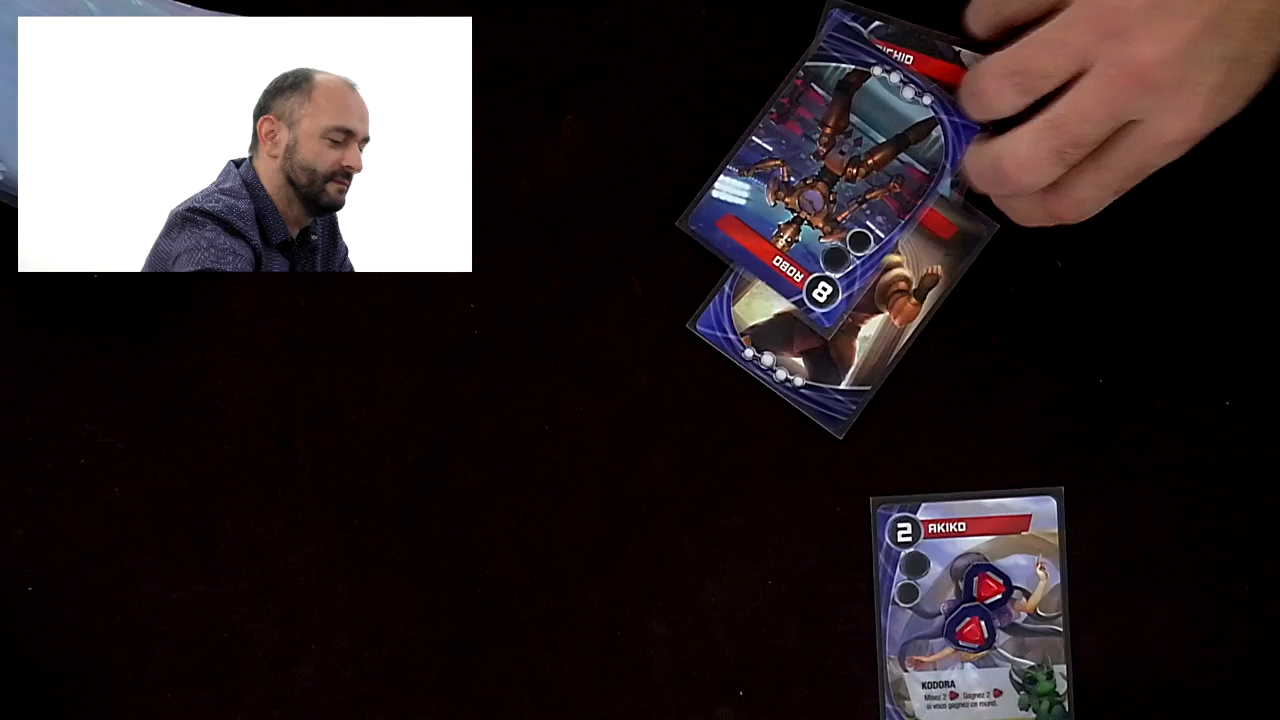 8
ROBO
2 AKIKO
KODORA
Misez 2 . Gagnez 2
si vous gagnez ce round.